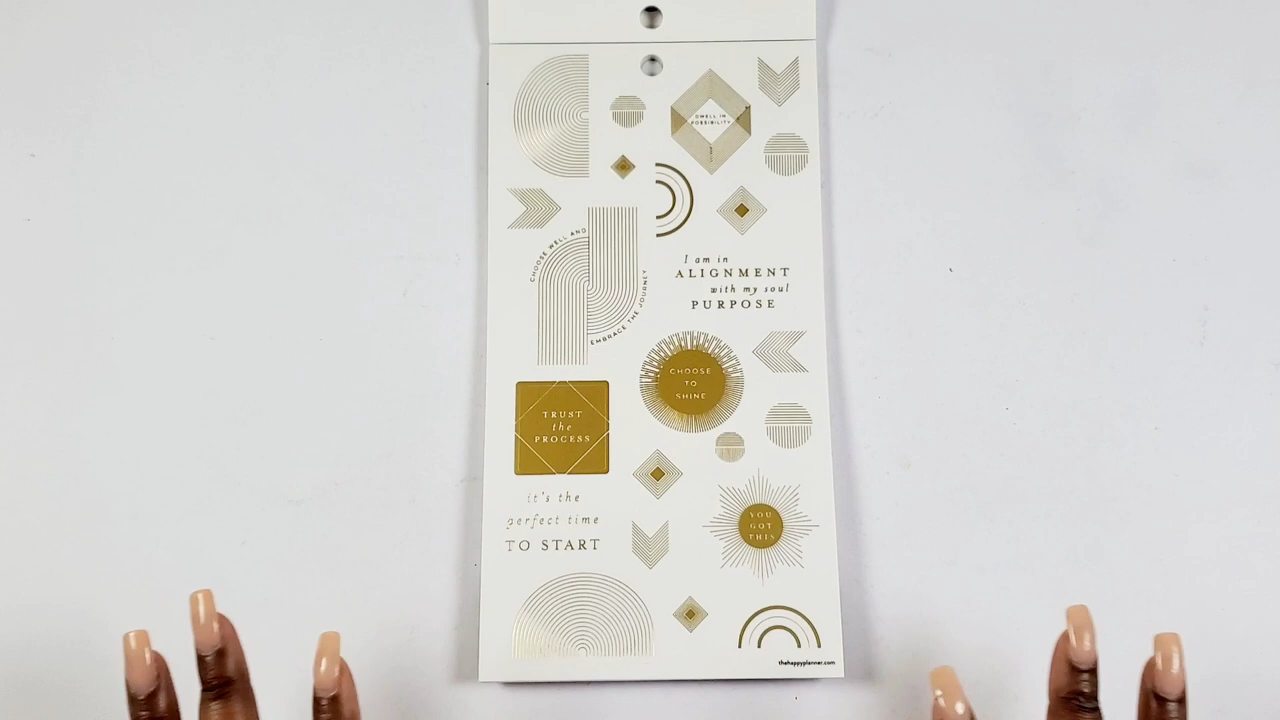 DWELL IN
POSSIBILITY
CHOOSE WELL AND
EMBRACE THE JOURNEY
I am in
ALIGNMENT
with my soul
PURPOSE
CHOOSE
TO
SHINE
TRUST
the
PROCESS
it's the
perfect time
TO START
YOU
GOT
THIS
thehappyplanner.com